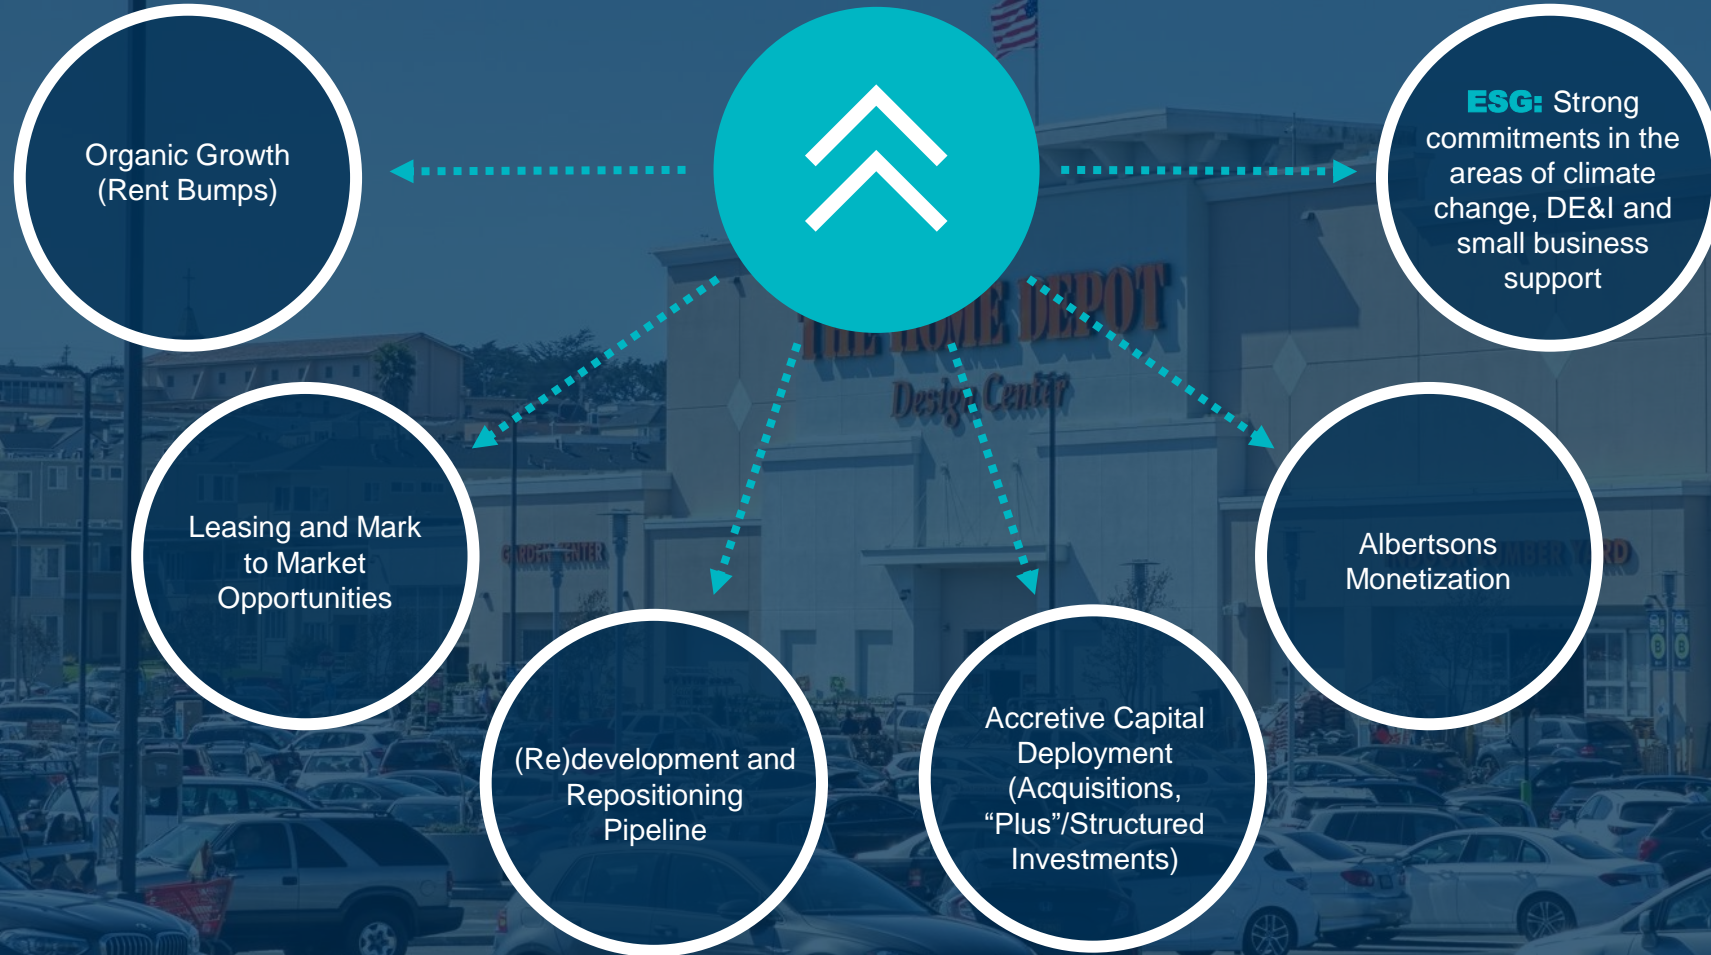 Organic Growth
(Rent Bumps)
ESG: Strong
commitments in the
areas of climate
change, DE&I and
small business
support
THE HOME DEPOT
Design Center
Leasing and Mark
to Market
Opportunities
GARDEN CENTER
Albertsons
Monetization
(Re)development and
Repositioning
Pipeline
Accretive Capital
Deployment
(Acquisitions,
“Plus”/Structured
Investments)